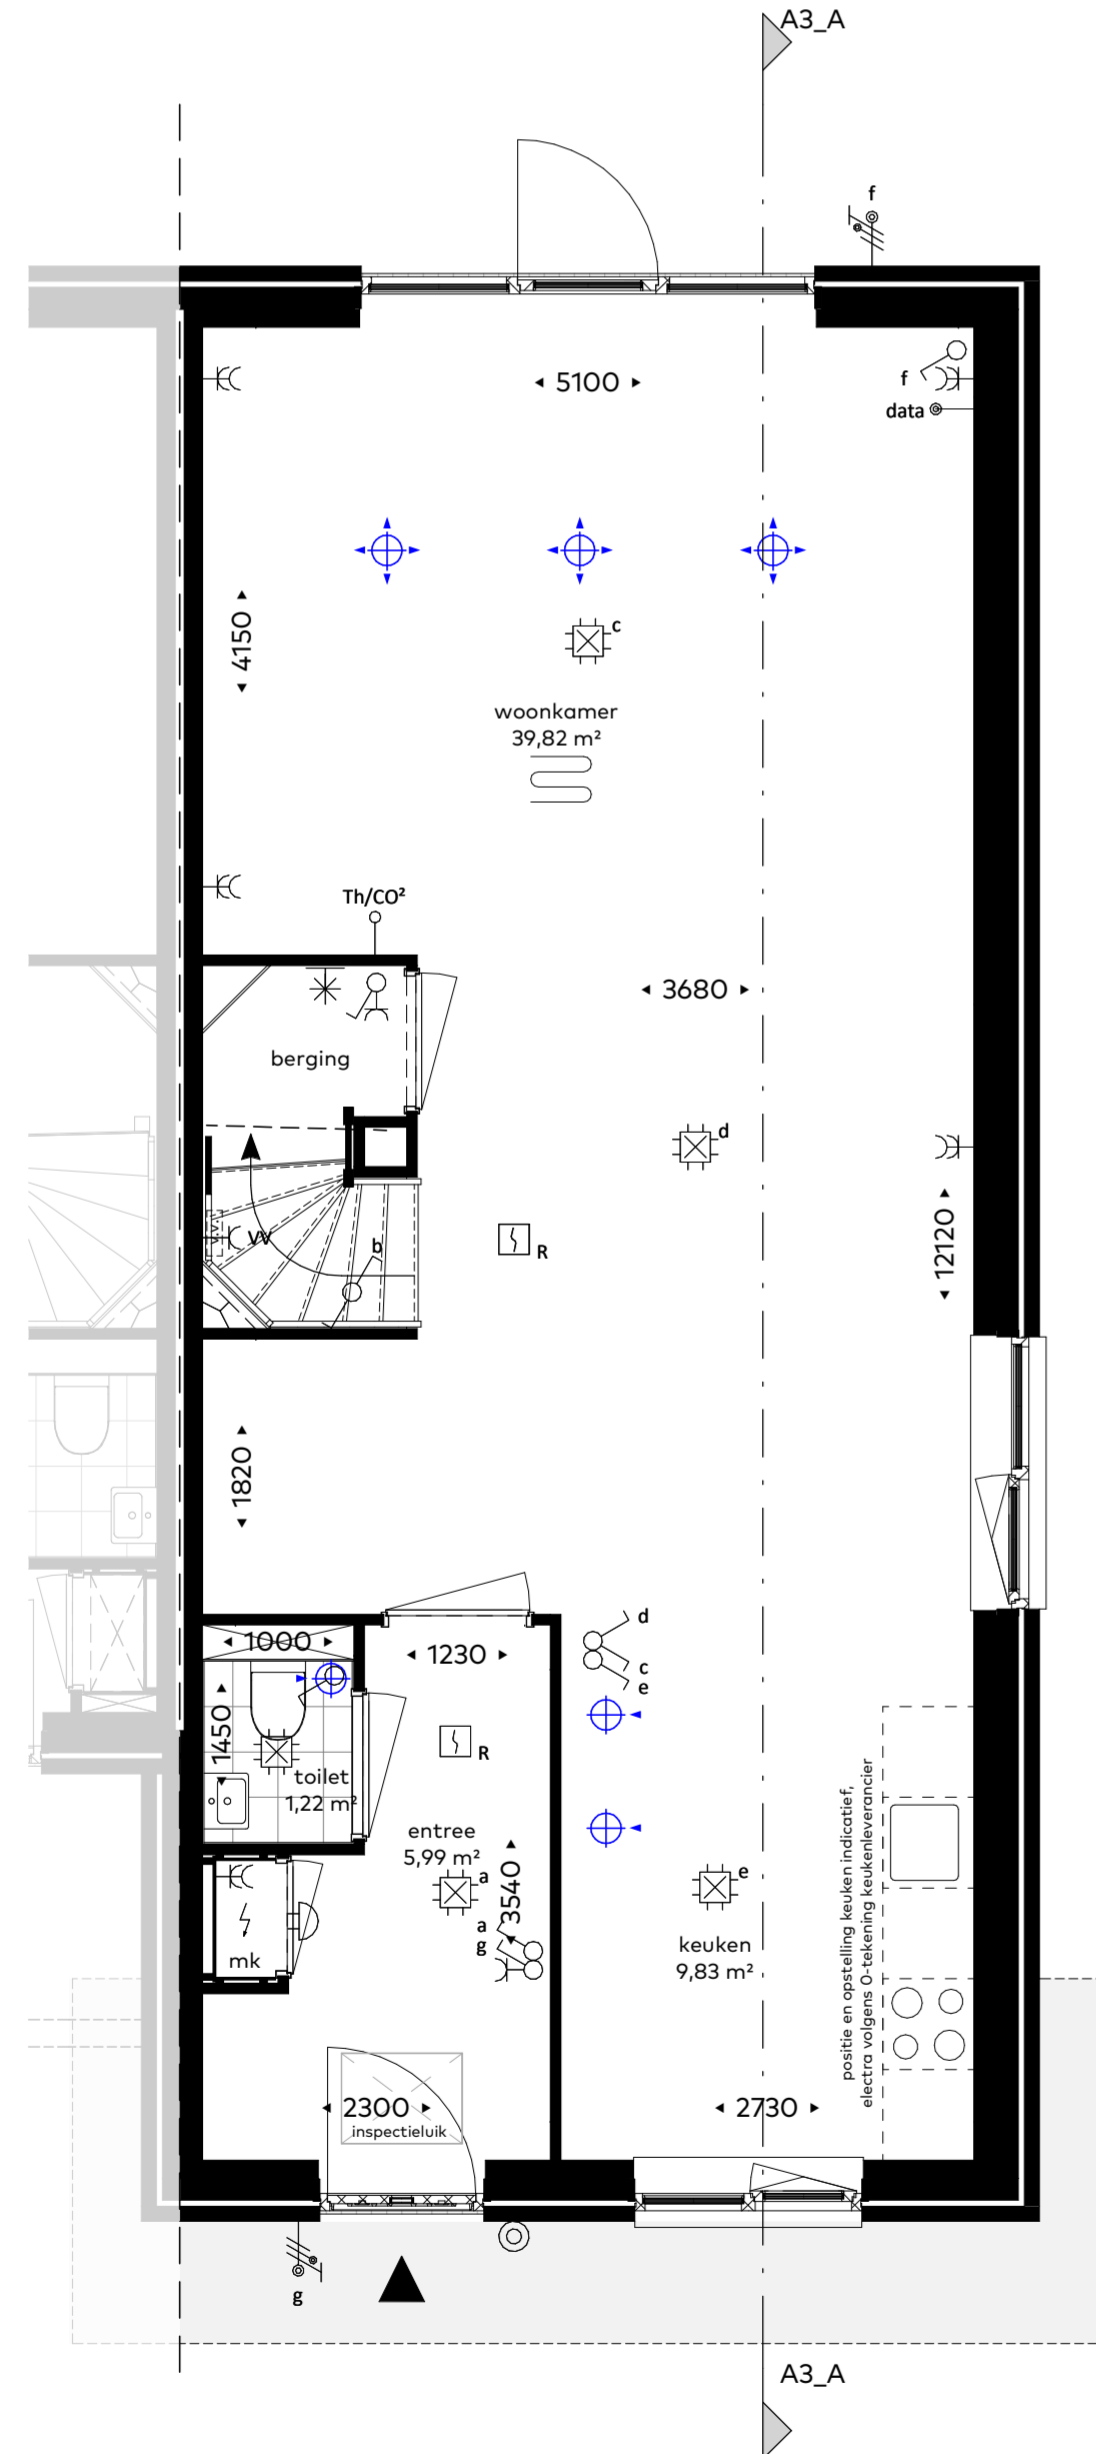 A3_A
f
5100
f
data
4150
c
woonkamer
39,82 m²
Th/CO²
3680
berging
d
12120
VV
b
R
1820
d
c
e
1000
1230
1450
R
toilet
1,22 m²
entree
5,99 m²
a
3540
a
g
mk
e
keuken
9,83 m²
positie en opstelling keuken indicatief,
electra volgens 0-tekening keukenleverancier
2300
inspectieluik
2730
g
A3_A